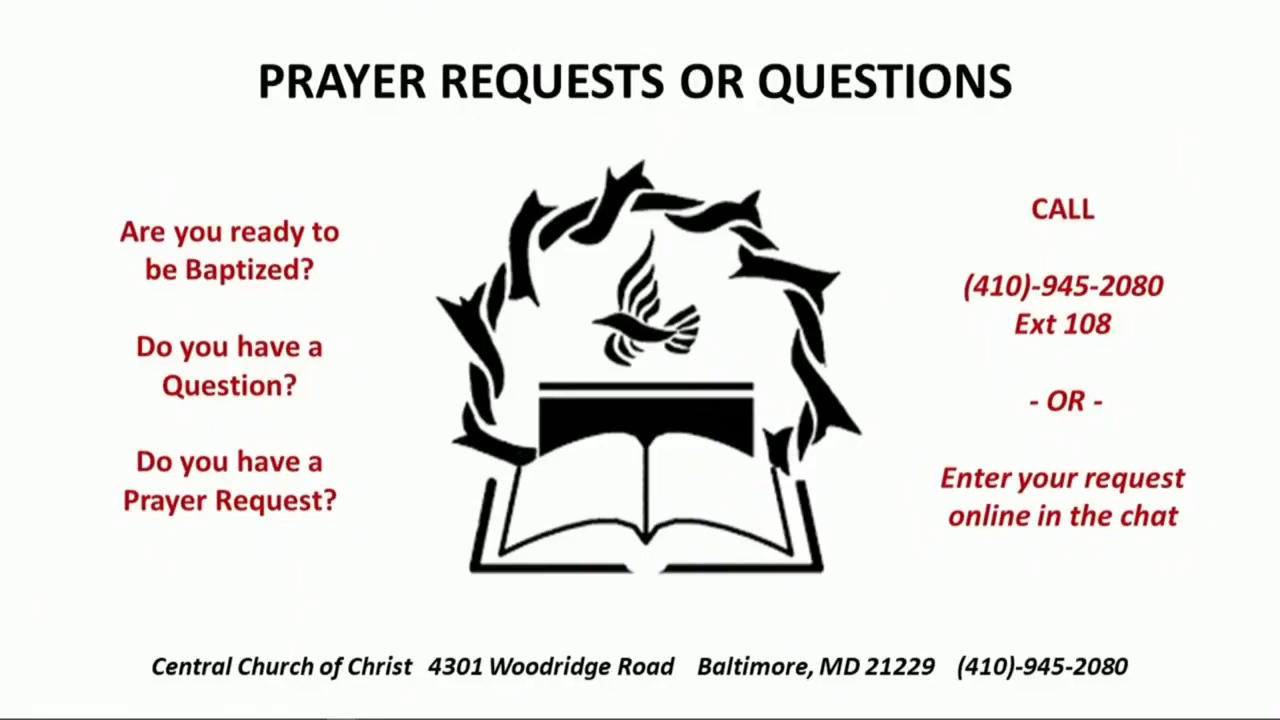 PRAYER REQUESTS OR QUESTIONS
Are you ready to
be Baptized?
Do you have a
Question?
Do you have a
Prayer Request?
CALL
(410)-945-2080
Ext 108
- OR -
Enter your request
online in the chat
Central Church of Christ 4301 Woodridge Road Baltimore, MD 21229 (410)-945-2080